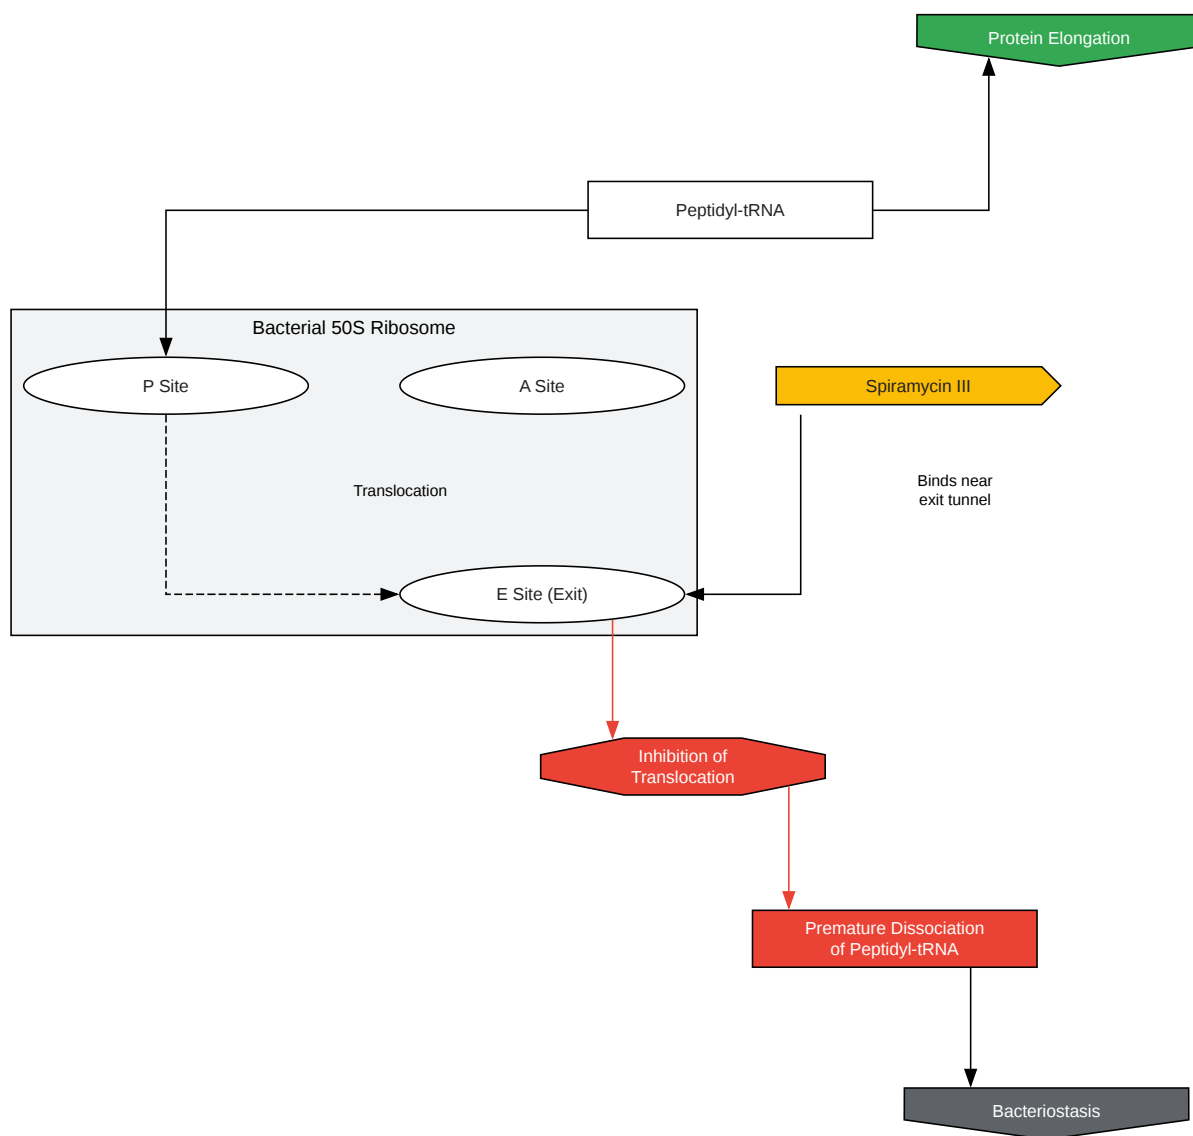 Protein Elongation
Peptidyl-tRNA
Bacterial 50S Ribosome
P Site
A Site
Spiramycin III
Translocation
Binds near
exit tunnel
E Site (Exit)
Inhibition of
Translocation
Premature Dissociation
of Peptidyl-tRNA
Bacteriostasis